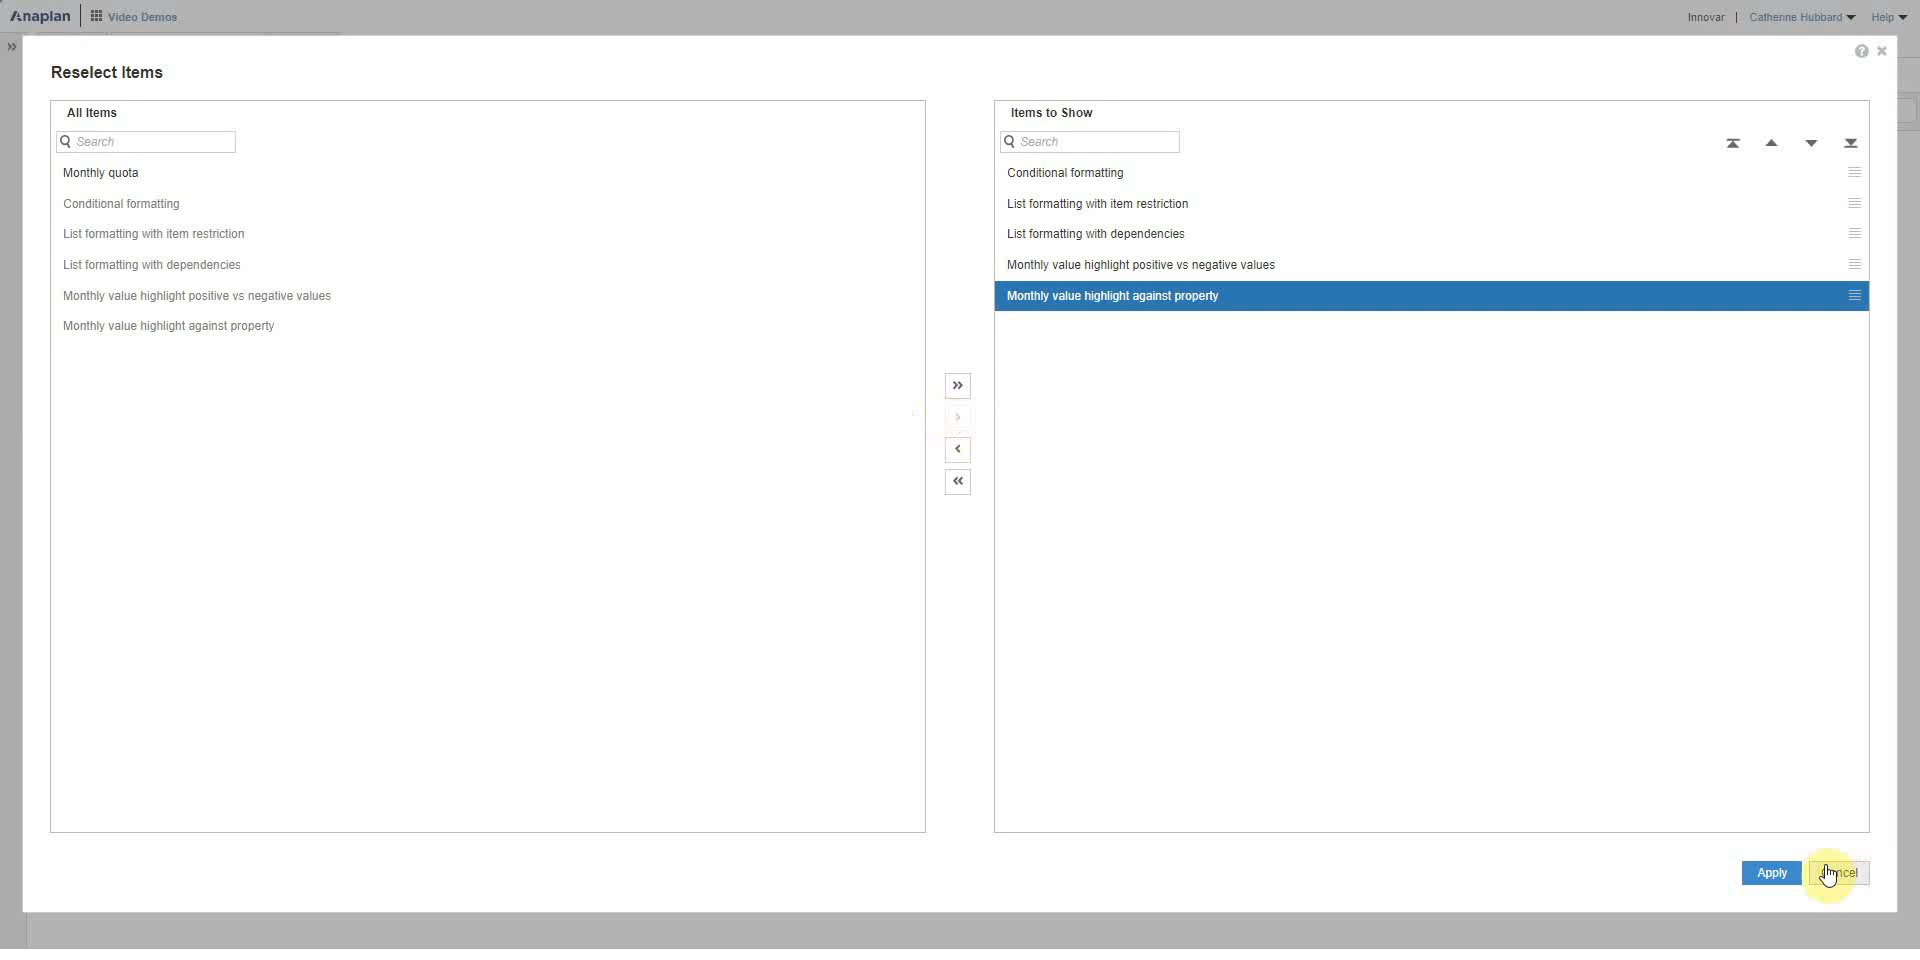 Anaplan Video Demos Innovar | Catherine Hubbard Help
Reselect Items
All Items
Search
Monthly quota
Conditional formatting
List formatting with item restriction
List formatting with dependencies
Monthly value highlight positive vs negative values
Monthly value highlight against property
Items to Show
Search
Conditional formatting
List formatting with item restriction
List formatting with dependencies
Monthly value highlight positive vs negative values
Monthly value highlight against property
Apply Cancel